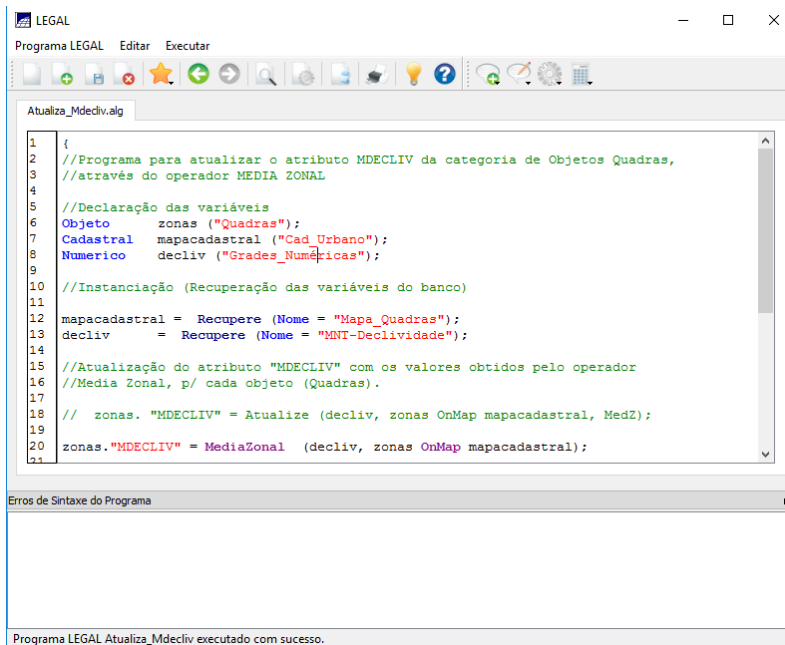 LEGAL
Programa LEGAL Editar Executar
Atualiza_Mdecliv.alg
1 {
2 //Programa para atualizar o atributo MDECLIV da categoria de Objetos Quadras,
3 //através do operador MEDIA ZONAL
4
5 //Declaração das variáveis
6 Objeto zonas ("Quadras");
7 Cadastral mapacadastral ("Cad_Urbano");
8 Numerico decliv ("Grades_Numéricas");
9
10 //Instanciação (Recuperação das variáveis do banco)
11
12 mapacadastral = Recupere (Nome = "Mapa_Quadras");
13 decliv = Recupere (Nome = "MNT-Declividade");
14
15 //Atualização do atributo "MDECLIV" com os valores obtidos pelo operador
16 //Media Zonal, p/ cada objeto (Quadras).
17
18 // zonas. "MDECLIV" = Atualize (decliv, zonas OnMap mapacadastral, MedZ);
19
20 zonas."MDECLIV" = MediaZonal (decliv, zonas OnMap mapacadastral);
21
Erros de Sintaxe do Programa
Programa LEGAL Atualiza_Mdecliv executado com sucesso.